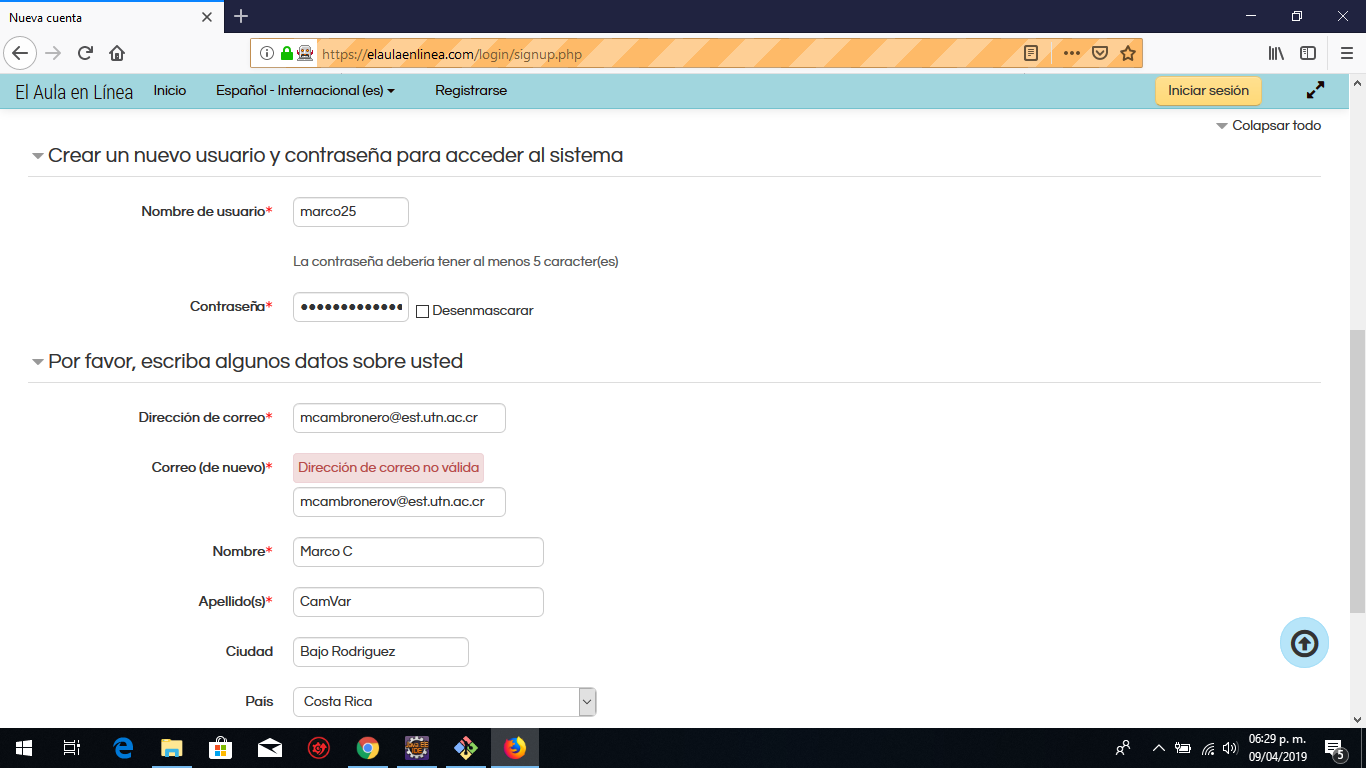 Nueva cuenta
https://elaulaenlinea.com/login/signup.php
El Aula en Línea Inicio Español - Internacional (es) Registrarse Iniciar sesión
Colapsar todo
Crear un nuevo usuario y contraseña para acceder al sistema
Nombre de usuario* marco25
La contraseña debería tener al menos 5 caracter(es)
Contraseña* ••••••••••••• Desenmascarar
Por favor, escriba algunos datos sobre usted
Dirección de correo* mcambronero@est.utn.ac.cr
Correo (de nuevo)* Dirección de correo no válida
mcambronerov@est.utn.ac.cr
Nombre* Marco C
Apellido(s)* CamVar
Ciudad Bajo Rodriguez
País Costa Rica
Java EE
IDE
06:29 p. m.
09/04/2019
5